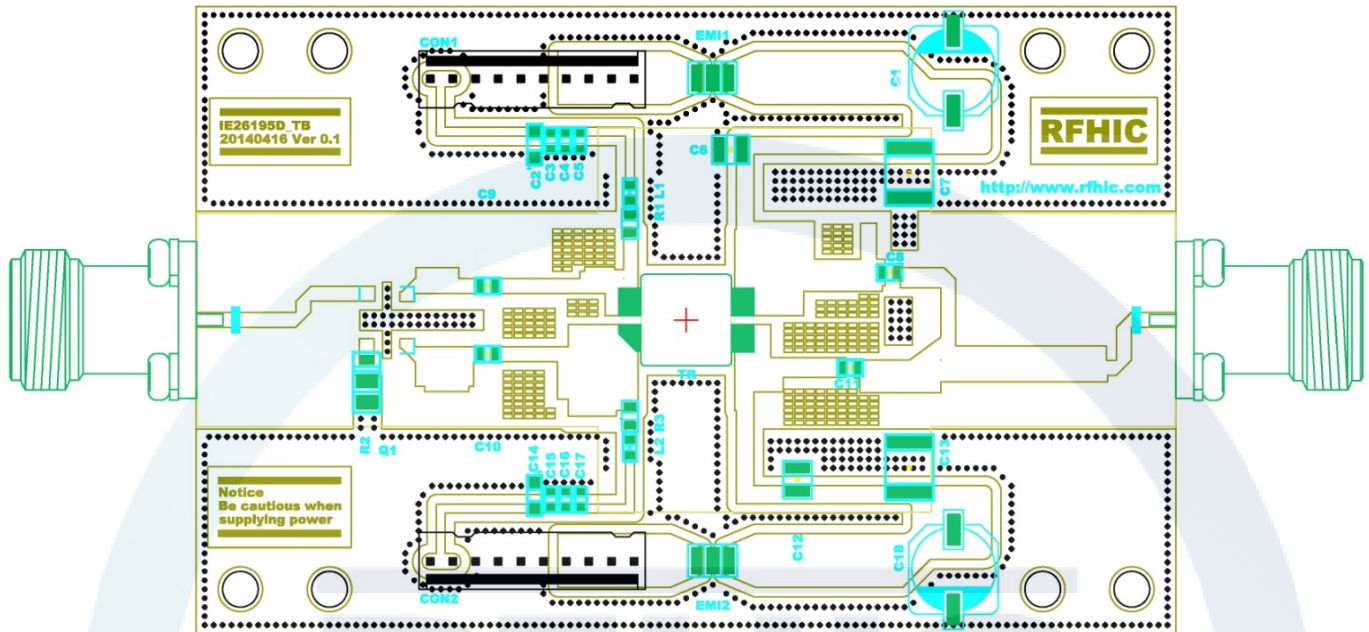 CON1
EMI1
C1
IE26195D_TB
20140416 Ver 0.1
RFHIC
http://www.rfhic.com
C2
C3
C4
C5
C6
C7
C9
R1 L1
C8
TR
C11
R2
Q1
C10
L2 R3
C14
C15
C16
C17
C13
C12
C18
Notice
Be cautious when
supplying power
CON2
EMI2